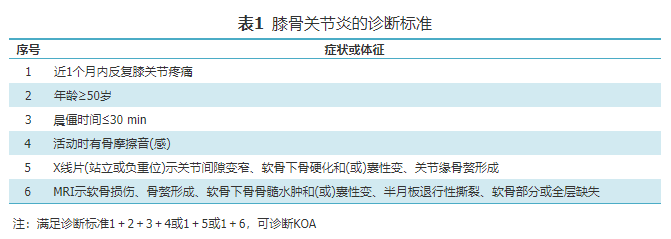 表1 膝骨关节炎的诊断标准
序号 症状或体征
1 近1个月内反复膝关节疼痛
2 年龄≥50岁
3 晨僵时间≤30 min
4 活动时有骨摩擦音(感)
5 X线片(站立或负重位)示关节间隙变窄、软骨下骨硬化和(或)囊性变、关节缘骨赘形成
6 MRI示软骨损伤、骨赘形成、软骨下骨骨髓水肿和(或)囊性变、半月板退行性撕裂、软骨部分或全层缺失
注：满足诊断标准1+2+3+4或1+5或1+6，可诊断KOA